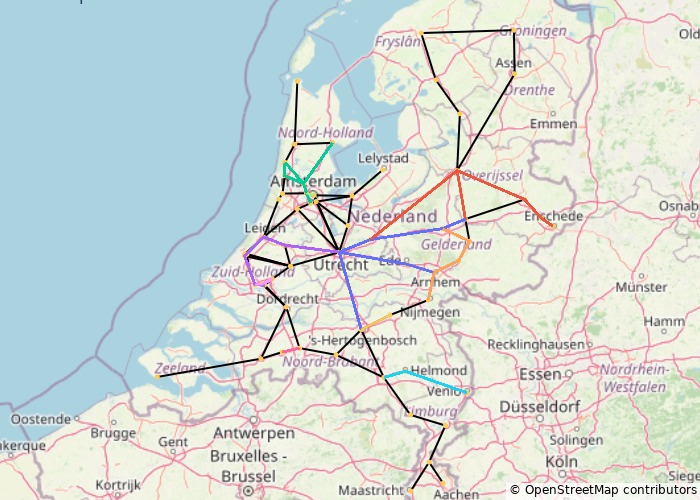 Fryslân
Groningen
Old
Assen
Drenthe
Emmen
Noord-Holland
Lelystad
Amsterdam
Overijssel
Nederland
Enschede
Osnab
Leiden
Gelderland
Zuid-Holland
Utrecht
Ede
Arnhem
Münster
Dordrecht
Nijmegen
Hamm
's-Hertogenbosch
Recklinghausen
Zeeland
Noord-Brabant
Helmond
Essen
Nordrhein-
Westfalen
Venlo
Limburg
Düsseldorf
Oostende
Brugge
Antwerpen
nkerque
Gent
Solingen
Bruxelles -
Brussel
Köln
Kortrijk
Maastricht
Aachen
© OpenStreetMap contributors